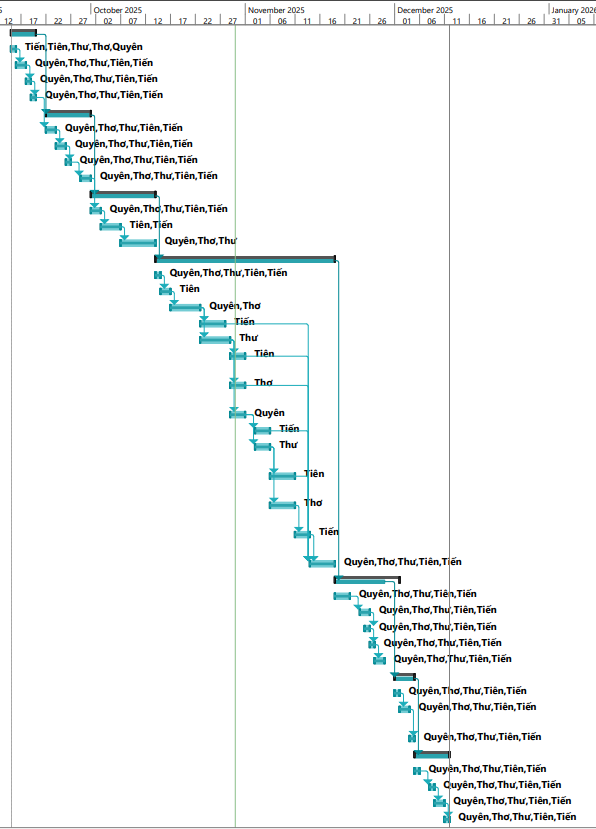 5 October 2025 November 2025 December 2025 January 2026
12 17 22 27 02 07 12 17 22 27 01 06 11 16 21 26 01 06 11 16 21 26 31 05
Tiến,Tiên,Thư,Thơ,Quyên
Quyên,Thơ,Thư,Tiên,Tiến
Quyên,Thơ,Thư,Tiên,Tiến
Quyên,Thơ,Thư,Tiên,Tiến
Quyên,Thơ,Thư,Tiên,Tiến
Quyên,Thơ,Thư,Tiên,Tiến
Quyên,Thơ,Thư,Tiên,Tiến
Quyên,Thơ,Thư,Tiên,Tiến
Quyên,Thơ,Thư,Tiên,Tiến
Tiên,Tiến
Quyên,Thơ,Thư
Quyên,Thơ,Thư,Tiên,Tiến
Tiên
Quyên,Thơ
Tiến
Thư
Tiên
Thơ
Quyên
Tiến
Thư
Tiên
Thơ
Tiến
Quyên,Thơ,Thư,Tiên,Tiến
Quyên,Thơ,Thư,Tiên,Tiến
Quyên,Thơ,Thư,Tiên,Tiến
Quyên,Thơ,Thư,Tiên,Tiến
Quyên,Thơ,Thư,Tiên,Tiến
Quyên,Thơ,Thư,Tiên,Tiến
Quyên,Thơ,Thư,Tiên,Tiến
Quyên,Thơ,Thư,Tiên,Tiến
Quyên,Thơ,Thư,Tiên,Tiến
Quyên,Thơ,Thư,Tiên,Tiến
Quyên,Thơ,Thư,Tiên,Tiến
Quyên,Thơ,Thư,Tiên,Tiến
Quyên,Thơ,Thư,Tiên,Tiến